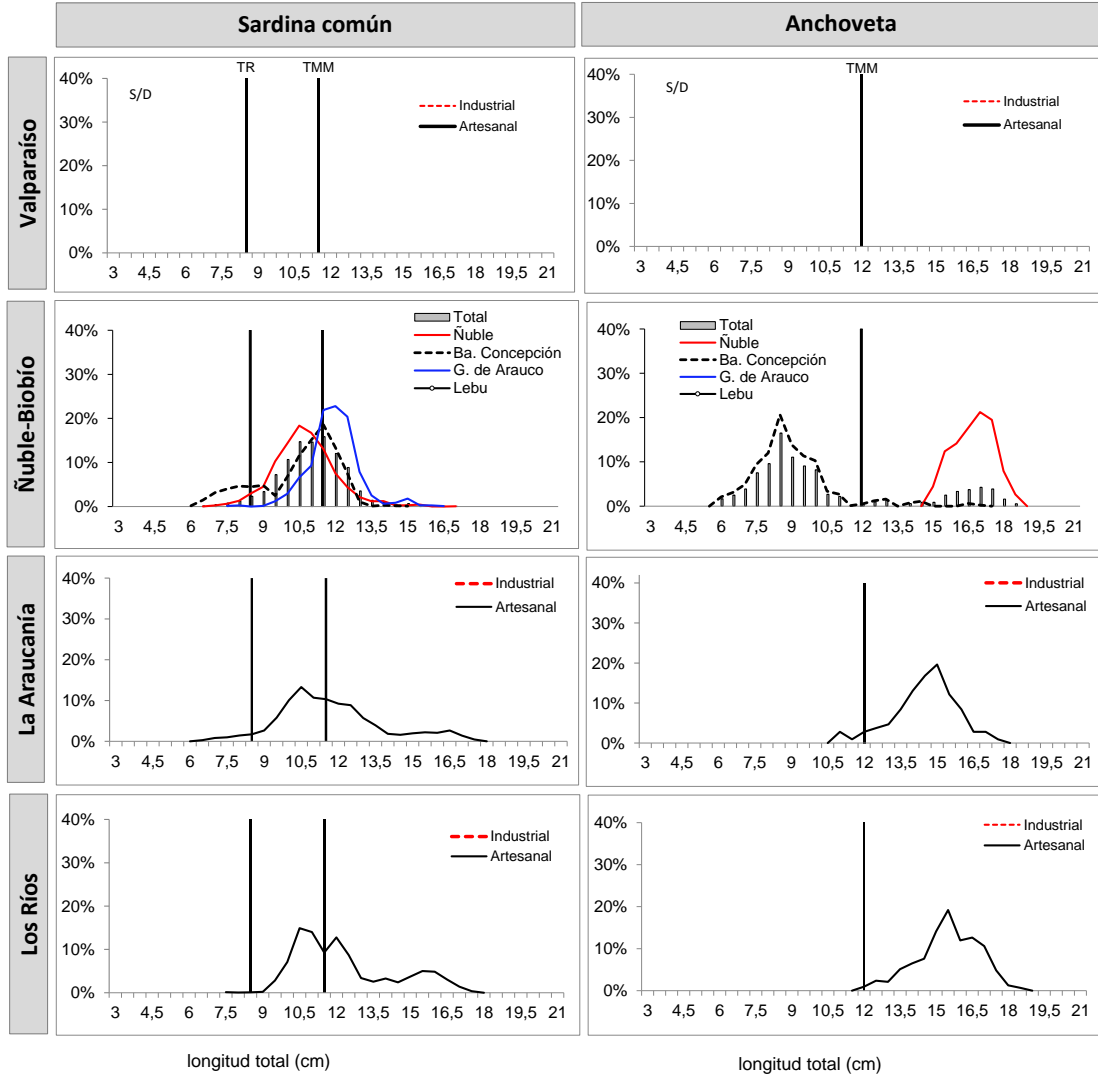 Sardina común
Anchoveta
Valparaíso
TR
TMM
S/D
Industrial
Artesanal
40%
30%
20%
10%
0%
3 4,5 6 7,5 9 10,5 12 13,5 15 16,5 18 19,5 21
TMM
S/D
Industrial
Artesanal
40%
30%
20%
10%
0%
3 4,5 6 7,5 9 10,5 12 13,5 15 16,5 18 19,5 21
Ñuble-Biobío
Total
Ñuble
Ba. Concepción
G. de Arauco
Lebu
40%
30%
20%
10%
0%
3 4,5 6 7,5 9 10,5 12 13,5 15 16,5 18 19,5 21
Total
Ñuble
Ba. Concepción
G. de Arauco
Lebu
40%
30%
20%
10%
0%
3 4,5 6 7,5 9 10,5 12 13,5 15 16,5 18 19,5 21
La Araucanía
Industrial
Artesanal
40%
30%
20%
10%
0%
3 4,5 6 7,5 9 10,5 12 13,5 15 16,5 18 19,5 21
Industrial
Artesanal
40%
30%
20%
10%
0%
3 4,5 6 7,5 9 10,5 12 13,5 15 16,5 18 19,5 21
Los Ríos
Industrial
Artesanal
40%
30%
20%
10%
0%
3 4,5 6 7,5 9 10,5 12 13,5 15 16,5 18 19,5 21
Industrial
Artesanal
40%
30%
20%
10%
0%
3 4,5 6 7,5 9 10,5 12 13,5 15 16,5 18 19,5 21
longitud total (cm)
longitud total (cm)